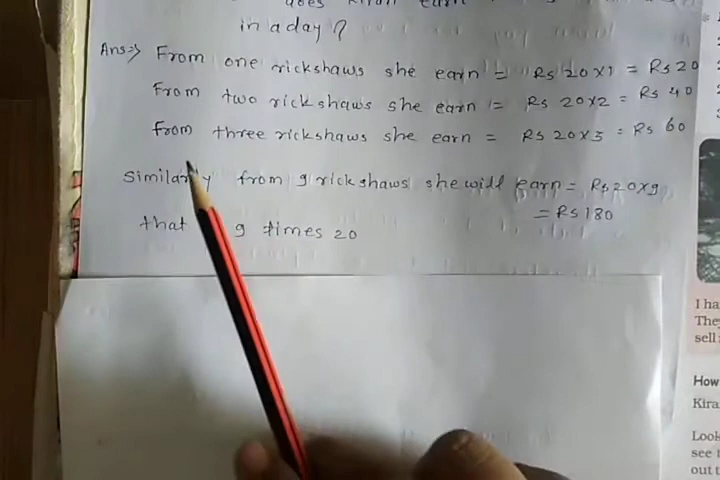 does Kiran earn
in a day ?
Ans:⇒ From one rickshaws she earn = Rs 20×1 = Rs 20
From two rickshaws she earn = Rs 20×2 = Rs 40
From three rickshaws she earn = Rs 20×3 = Rs 60
Similarly from 9 rickshaws she will earn = Rs 20×9
= Rs 180
that 9 times 20
I ha
They
sell
How
Kira
Look
see t
out t